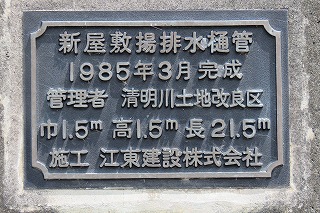 新屋敷揚排水樋管
1985年3月完成
管理者 清明川土地改良区
巾1.5m 高1.5m 長21.5m
施工 江東建設株式会社